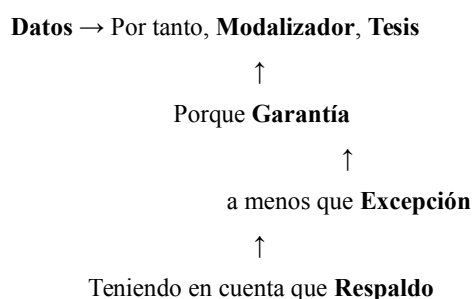 Datos → Por tanto, Modalizador, Tesis
↑
Porque Garantía
↑
a menos que Excepción
↑
Teniendo en cuenta que Respaldo